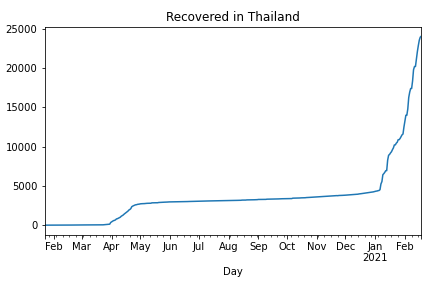 Recovered in Thailand
25000
20000
15000
10000
5000
0
Feb Mar Apr May Jun Jul Aug Sep Oct Nov Dec Jan Feb
2021
Day